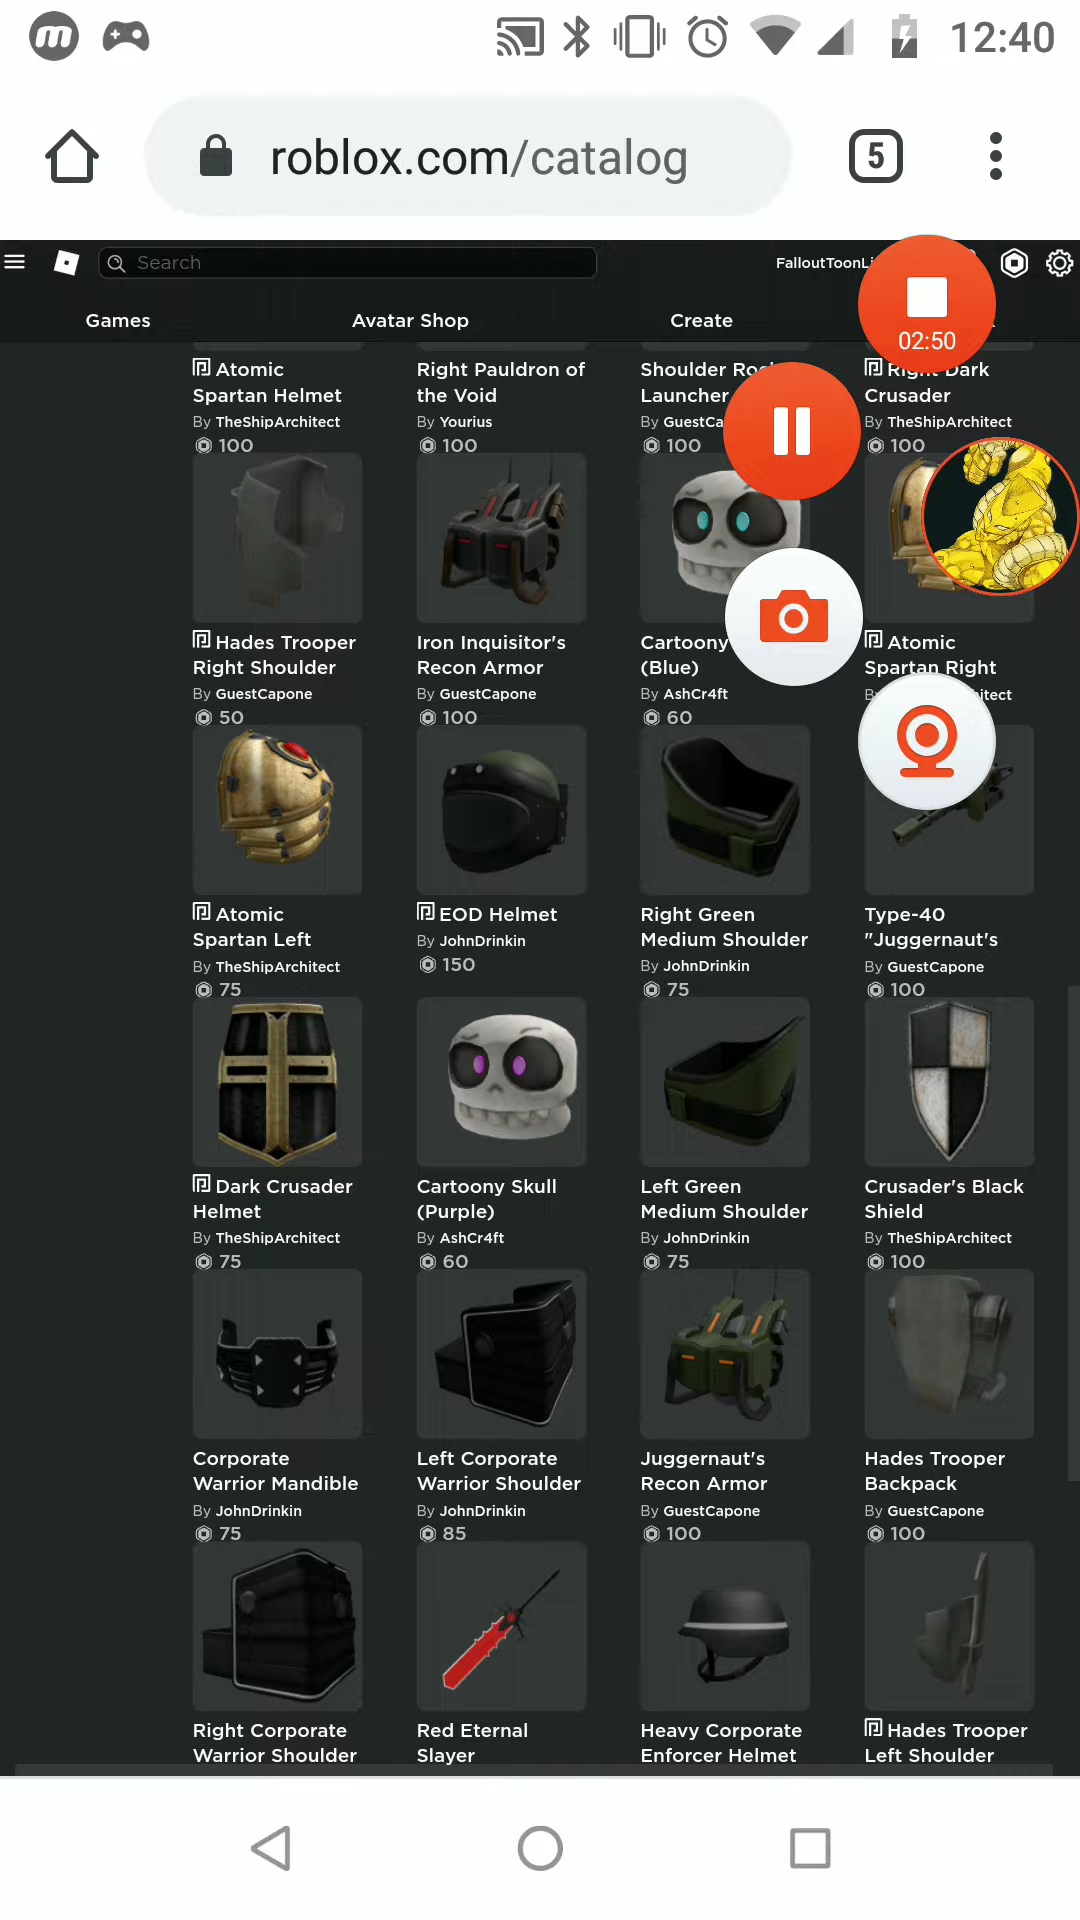 12:40
roblox.com/catalog
5
Search
FalloutToonLi
02:50
Games
Avatar Shop
Create
Atomic
Spartan Helmet
By TheShipArchitect
100
Right Pauldron of
the Void
By Yourius
100
Shoulder
Launcher
100
Right Dark
Crusader
By TheShipArchitect
100
Hades Trooper
Right Shoulder
By GuestCapone
50
Iron Inquisitor's
Recon Armor
By GuestCapone
100
Cartoony
(Blue)
By AshCr4ft
60
Atomic
Spartan Right
Atomic
Spartan Left
By TheShipArchitect
75
EOD Helmet
By JohnDrinkin
150
Right Green
Medium Shoulder
By JohnDrinkin
75
Type-40
"Juggernaut's
By GuestCapone
100
Dark Crusader
Helmet
By TheShipArchitect
75
Cartoony Skull
(Purple)
By AshCr4ft
60
Left Green
Medium Shoulder
By JohnDrinkin
75
Crusader's Black
Shield
By TheShipArchitect
100
Corporate
Warrior Mandible
By JohnDrinkin
75
Left Corporate
Warrior Shoulder
By JohnDrinkin
85
Juggernaut's
Recon Armor
By GuestCapone
100
Hades Trooper
Backpack
By GuestCapone
100
Right Corporate
Warrior Shoulder
Red Eternal
Slayer
Heavy Corporate
Enforcer Helmet
Hades Trooper
Left Shoulder